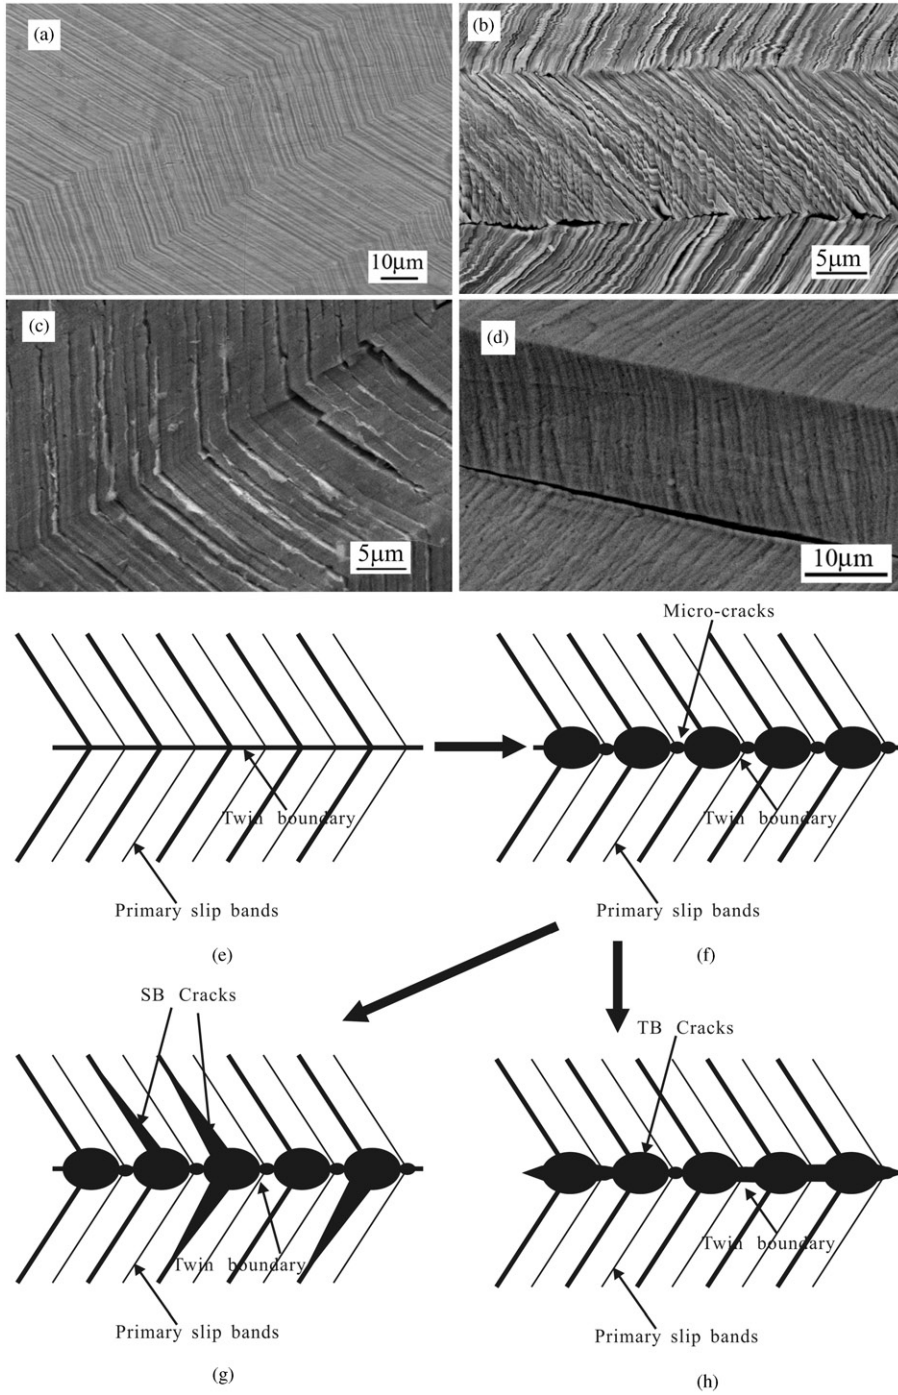 (a)
10μm
(b)
5μm
(c)
5μm
(d)
10μm
Micro-cracks
Twin boundary
Primary slip bands
(e)
Twin boundary
Primary slip bands
(f)
SB Cracks
Twin boundary
Primary slip bands
(g)
TB Cracks
Twin boundary
Primary slip bands
(h)